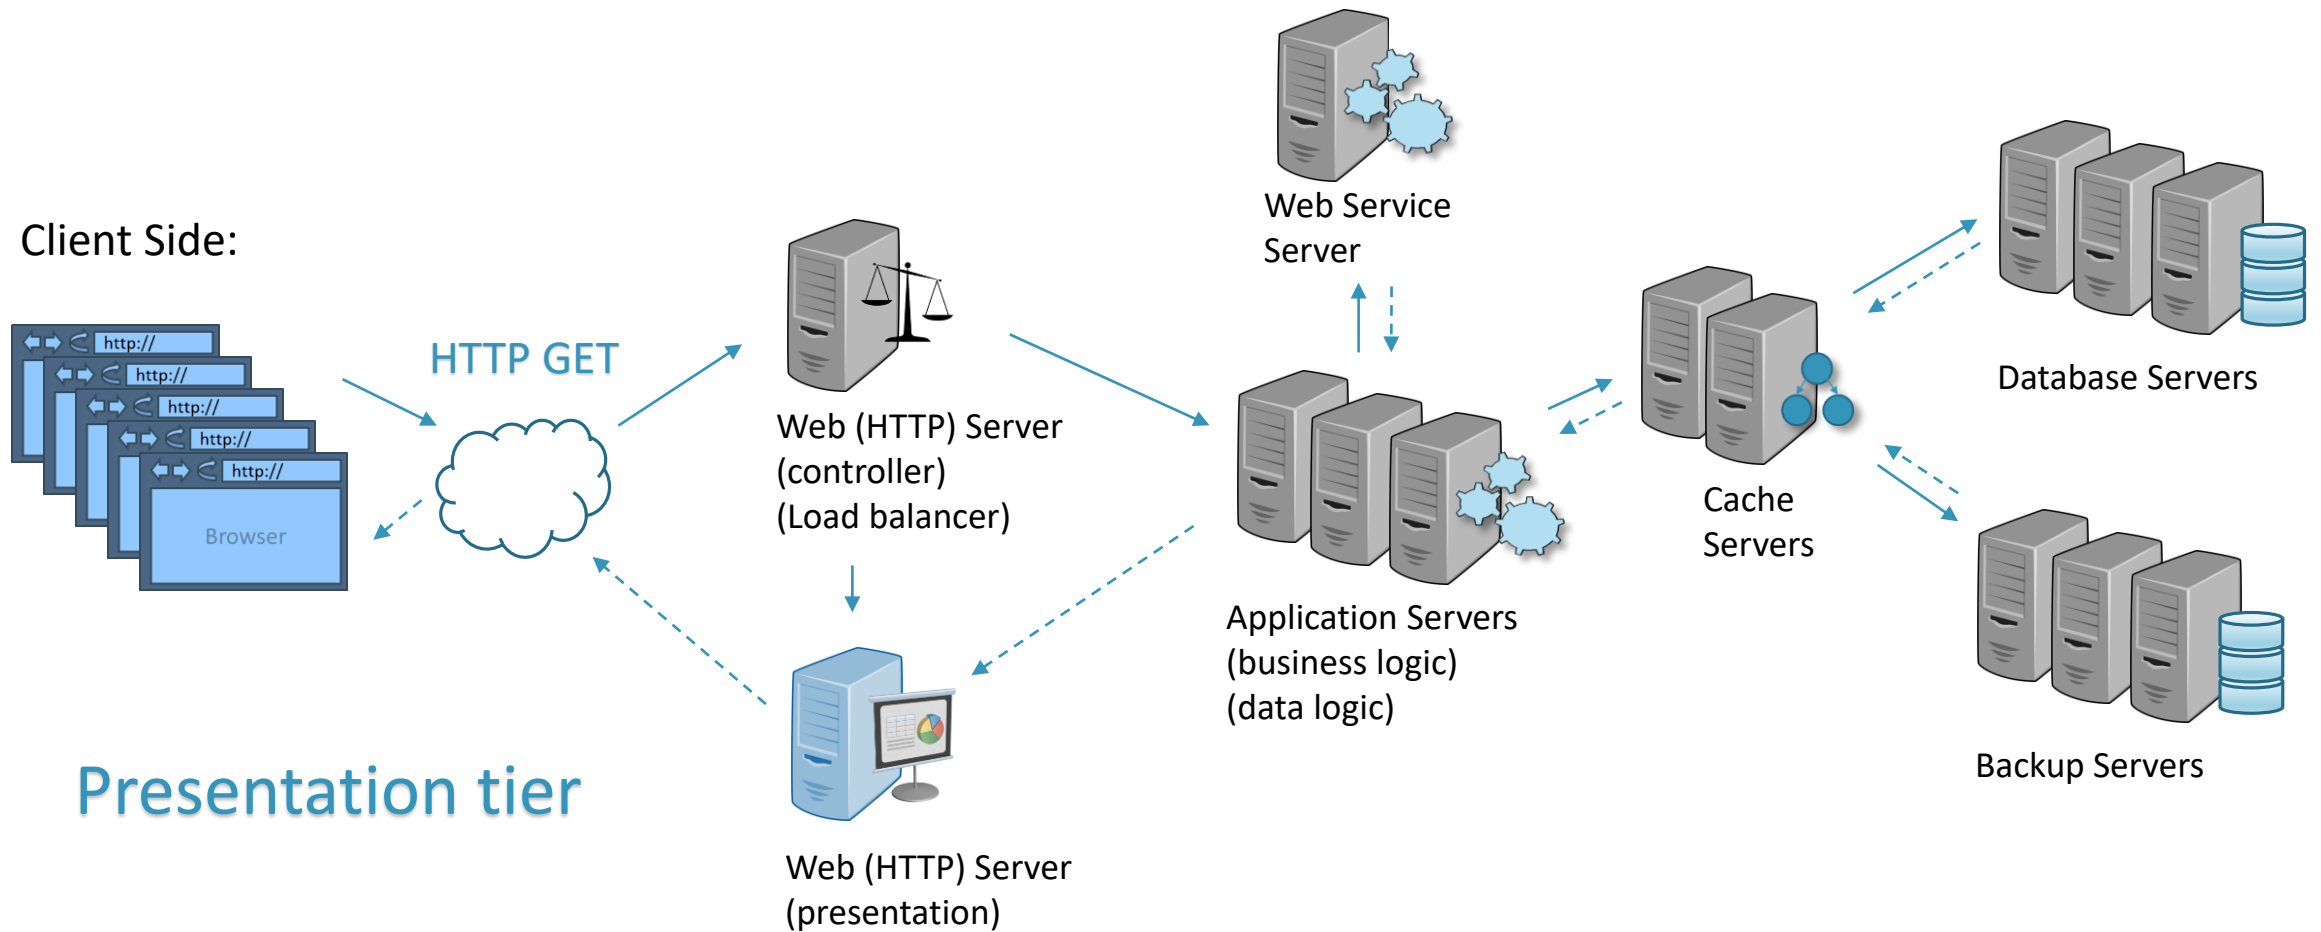 Client Side:
http://
http://
http://
http://
http://
Browser
HTTP GET
Presentation tier
Web (HTTP) Server
(controller)
(Load balancer)
Web (HTTP) Server
(presentation)
Web Service
Server
Application Servers
(business logic)
(data logic)
Cache
Servers
Database Servers
Backup Servers